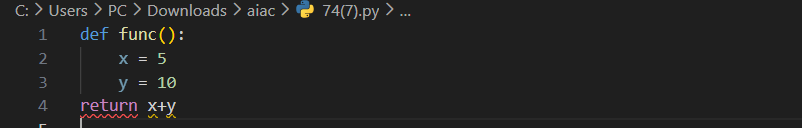 C: > Users > PC > Downloads > aiac > 74(7).py > ...
1 def func():
2     x = 5
3     y = 10
4 return x+y
5